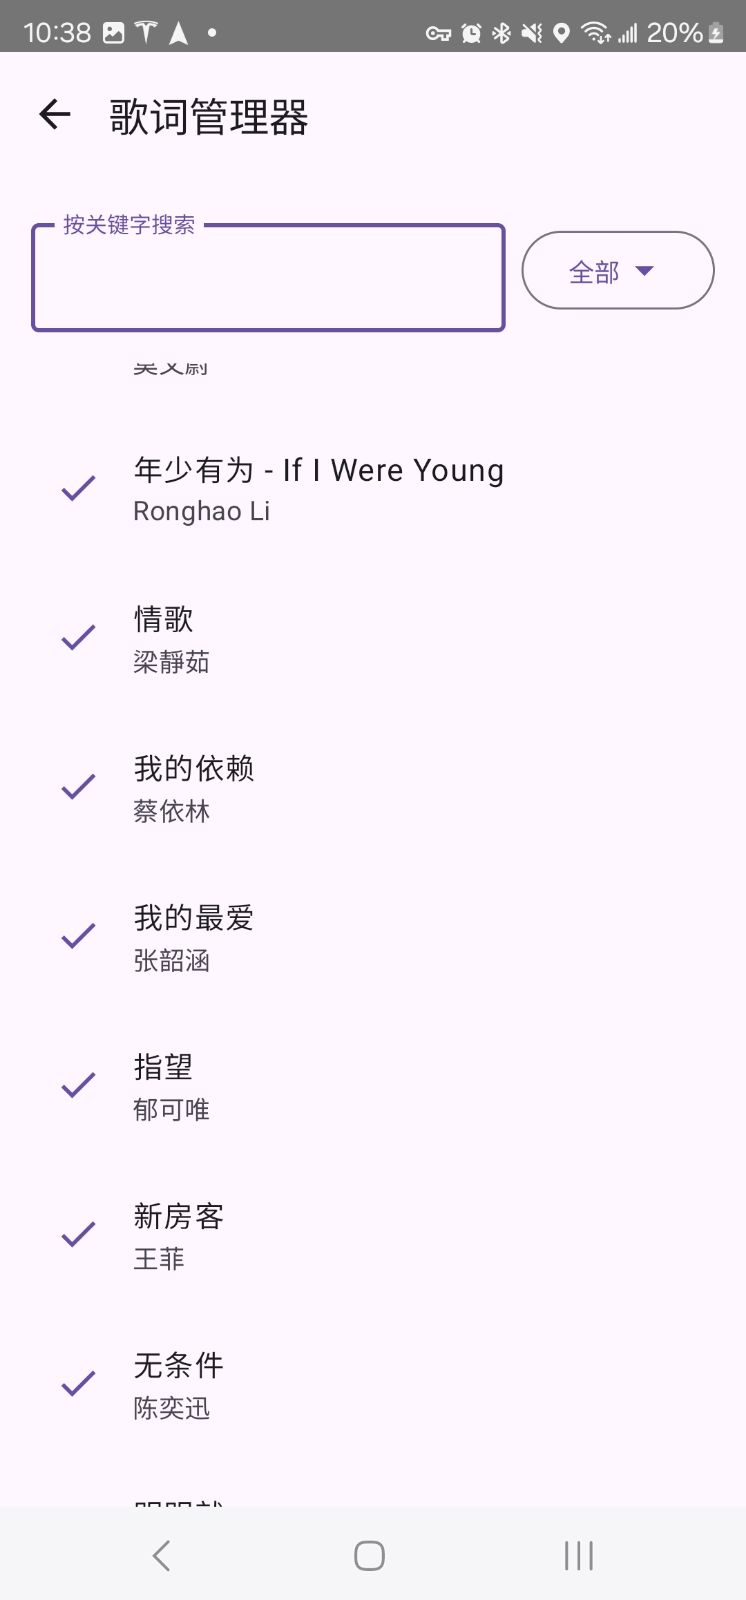 10:38
20%
歌词管理器
按关键字搜索
全部
年少有为 - If I Were Young
Ronghao Li
情歌
梁靜茹
我的依赖
蔡依林
我的最爱
张韶涵
指望
郁可唯
新房客
王菲
无条件
陈奕迅